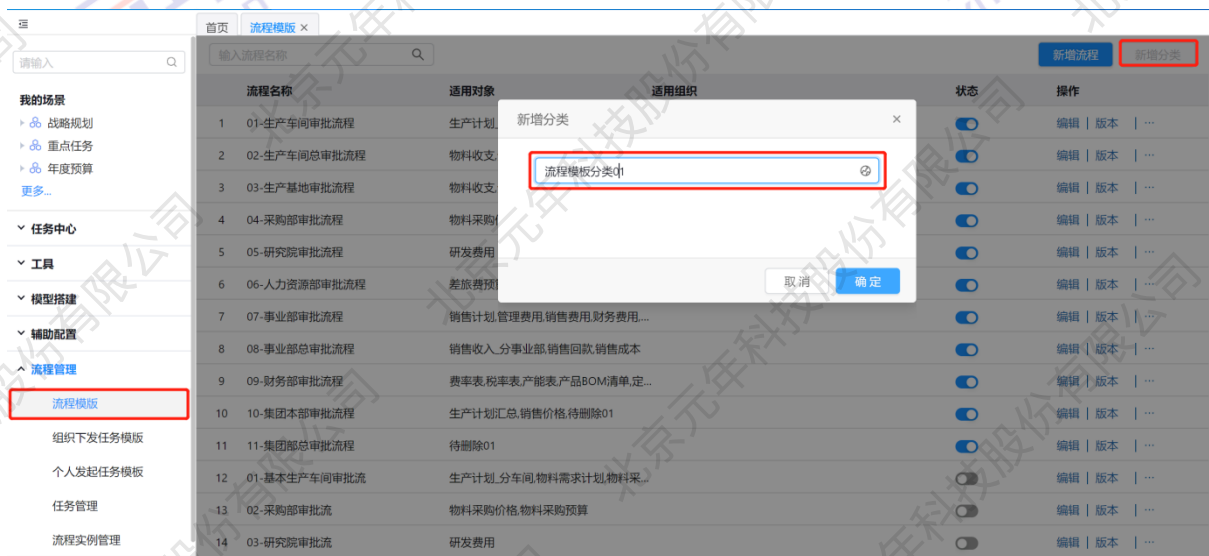 首页 流程模版 ×
请输入
输入流程名称
新增流程 新增分类
我的场景
战略规划
重点任务
年度预算
更多...
任务中心
工具
模型搭建
辅助配置
流程管理
流程模版
组织下发任务模版
个人发起任务模板
任务管理
流程实例管理
流程名称 适用对象 适用组织 状态 操作
1 01-生产车间审批流程 生产计划 编辑 | 版本 | ...
2 02-生产车间总审批流程 物料收支 编辑 | 版本 | ...
3 03-生产基地审批流程 物料收支 编辑 | 版本 | ...
4 04-采购部审批流程 物料采购 编辑 | 版本 | ...
5 05-研究院审批流程 研发费用 编辑 | 版本 | ...
6 06-人力资源部审批流程 差旅费预 编辑 | 版本 | ...
7 07-事业部审批流程 销售计划,管理费用,销售费用,财务费用,... 编辑 | 版本 | ...
8 08-事业部总审批流程 销售收入_分事业部,销售回款,销售成本 编辑 | 版本 | ...
9 09-财务部审批流程 费率表,税率表,产能表,产品BOM清单,定... 编辑 | 版本 | ...
10 10-集团本部审批流程 生产计划汇总,销售价格,待删除01 编辑 | 版本 | ...
11 11-集团部总审批流程 待删除01 编辑 | 版本 | ...
12 01-基本生产车间审批流 生产计划_分车间,物料需求计划,物料采... 编辑 | 版本 | ...
13 02-采购部审批流 物料采购价格,物料采购预算 编辑 | 版本 | ...
14 03-研究院审批流 研发费用 编辑 | 版本 | ...
新增分类 ×
流程模板分类01
取消 确定
北京元年科技股份有限公司